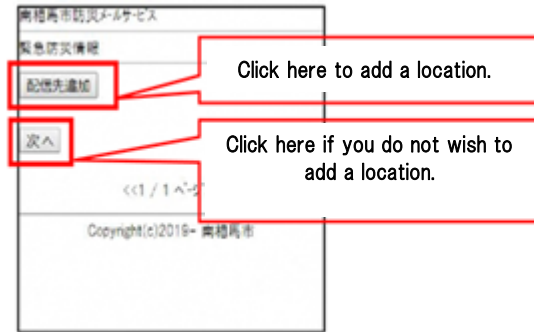 南相馬市防災メールサービス
緊急防災情報
配信先追加
Click here to add a location.
次へ
Click here if you do not wish to
add a location.
<<1 / 1 ペー
Copyright(c)2019- 南相馬市